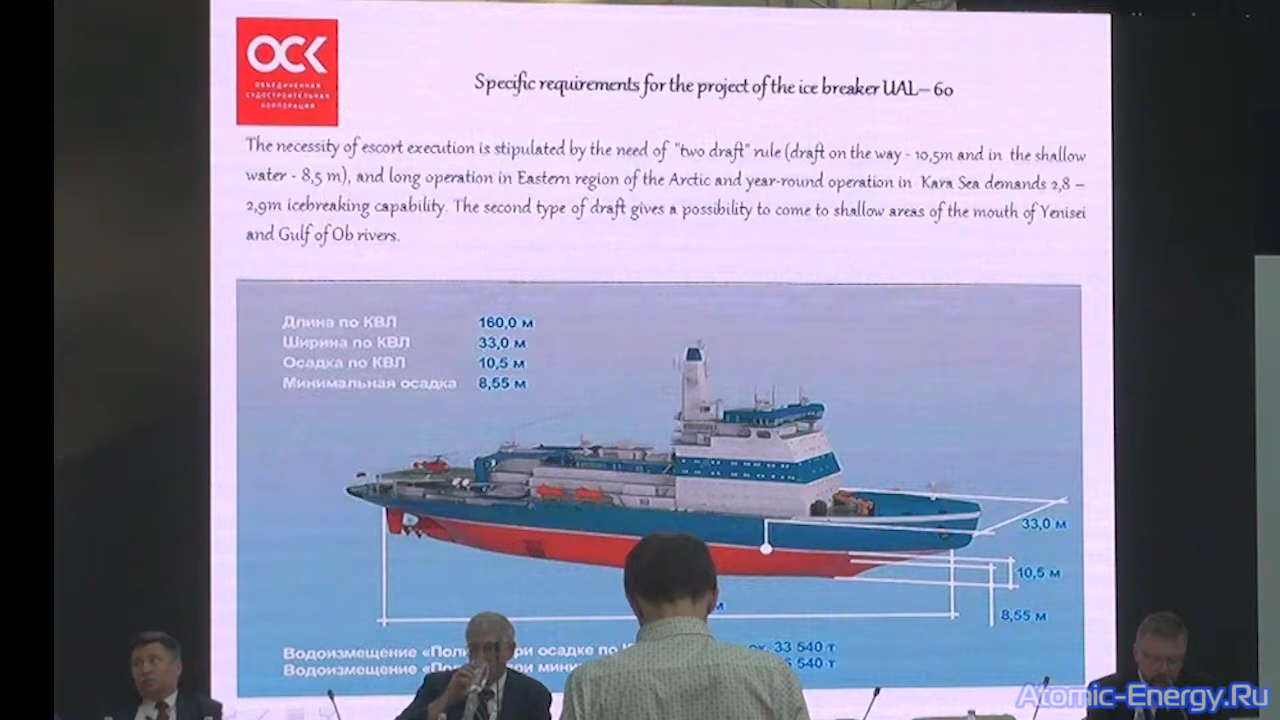 ОСК
ОБЪЕДИНЕННАЯ
СУДОСТРОИТЕЛЬНАЯ
КОРПОРАЦИЯ
Specific requirements for the project of the ice breaker UAL– 60
The necessity of escort execution is stipulated by the need of "two draft" rule (draft on the way - 10,5m and in the shallow
water - 8,5 m), and long operation in Eastern region of the Arctic and year-round operation in Kara Sea demands 2,8 –
2,9m icebreaking capability. The second type of draft gives a possibility to come to shallow areas of the mouth of Yenisei
and Gulf of Ob rivers.
Длина по КВЛ 160,0 м
Ширина по КВЛ 33,0 м
Осадка по КВЛ 10,5 м
Минимальная осадка 8,55 м
33,0 м
10,5 м
8,55 м
м
Водоизмещение при осадке по 33 540 т
Водоизмещение 540 т
Atomic-Energy.Ru